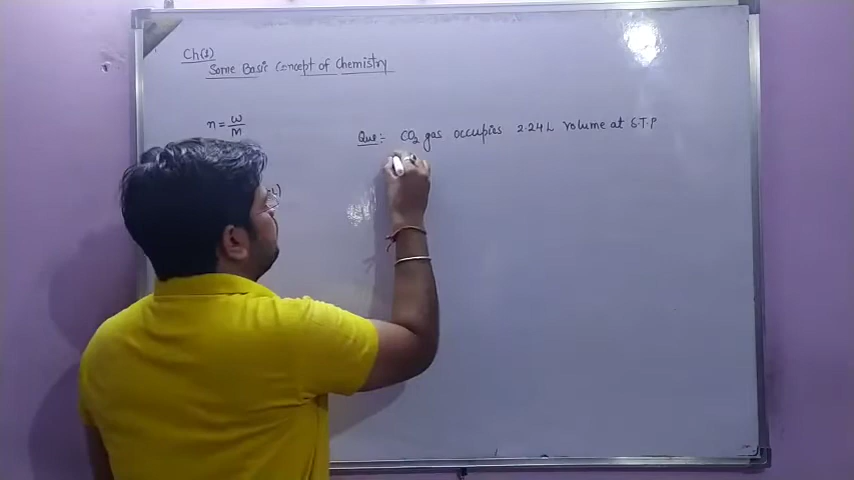 Ch(1)
Some Basic Concept of Chemistry
n = w/M
Que:- CO₂ gas occupies 2.24 L volume at S.T.P